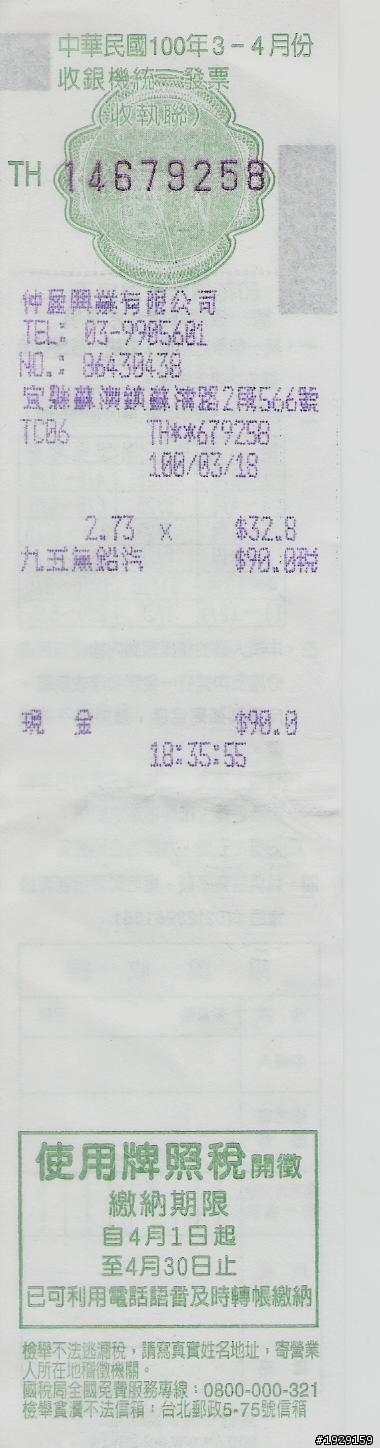 中華民國100年3-4月份
收銀機統一發票
(收執聯)
TH 14679258
仲屋興業有限公司
TEL: 03-9905601
NO.: 86430438
宜縣蘇澳鎮蘇濱路2段566號
TC06 TH**679258
100/03/18
2.73 x $32.8
九五無鉛汽 $90.0稅
現 金 $90.0
18:35:55
使用牌照稅開徵
繳納期限
自4月1日起
至4月30日止
已可利用電話語音及時轉帳繳納
檢舉不法逃漏稅,請寫真實姓名地址,寄營業
人所在地稽徵機關。
國稅局全國免費服務專線:0800-000-321
檢舉貪瀆不法信箱:台北郵政5-75號信箱
#1929159